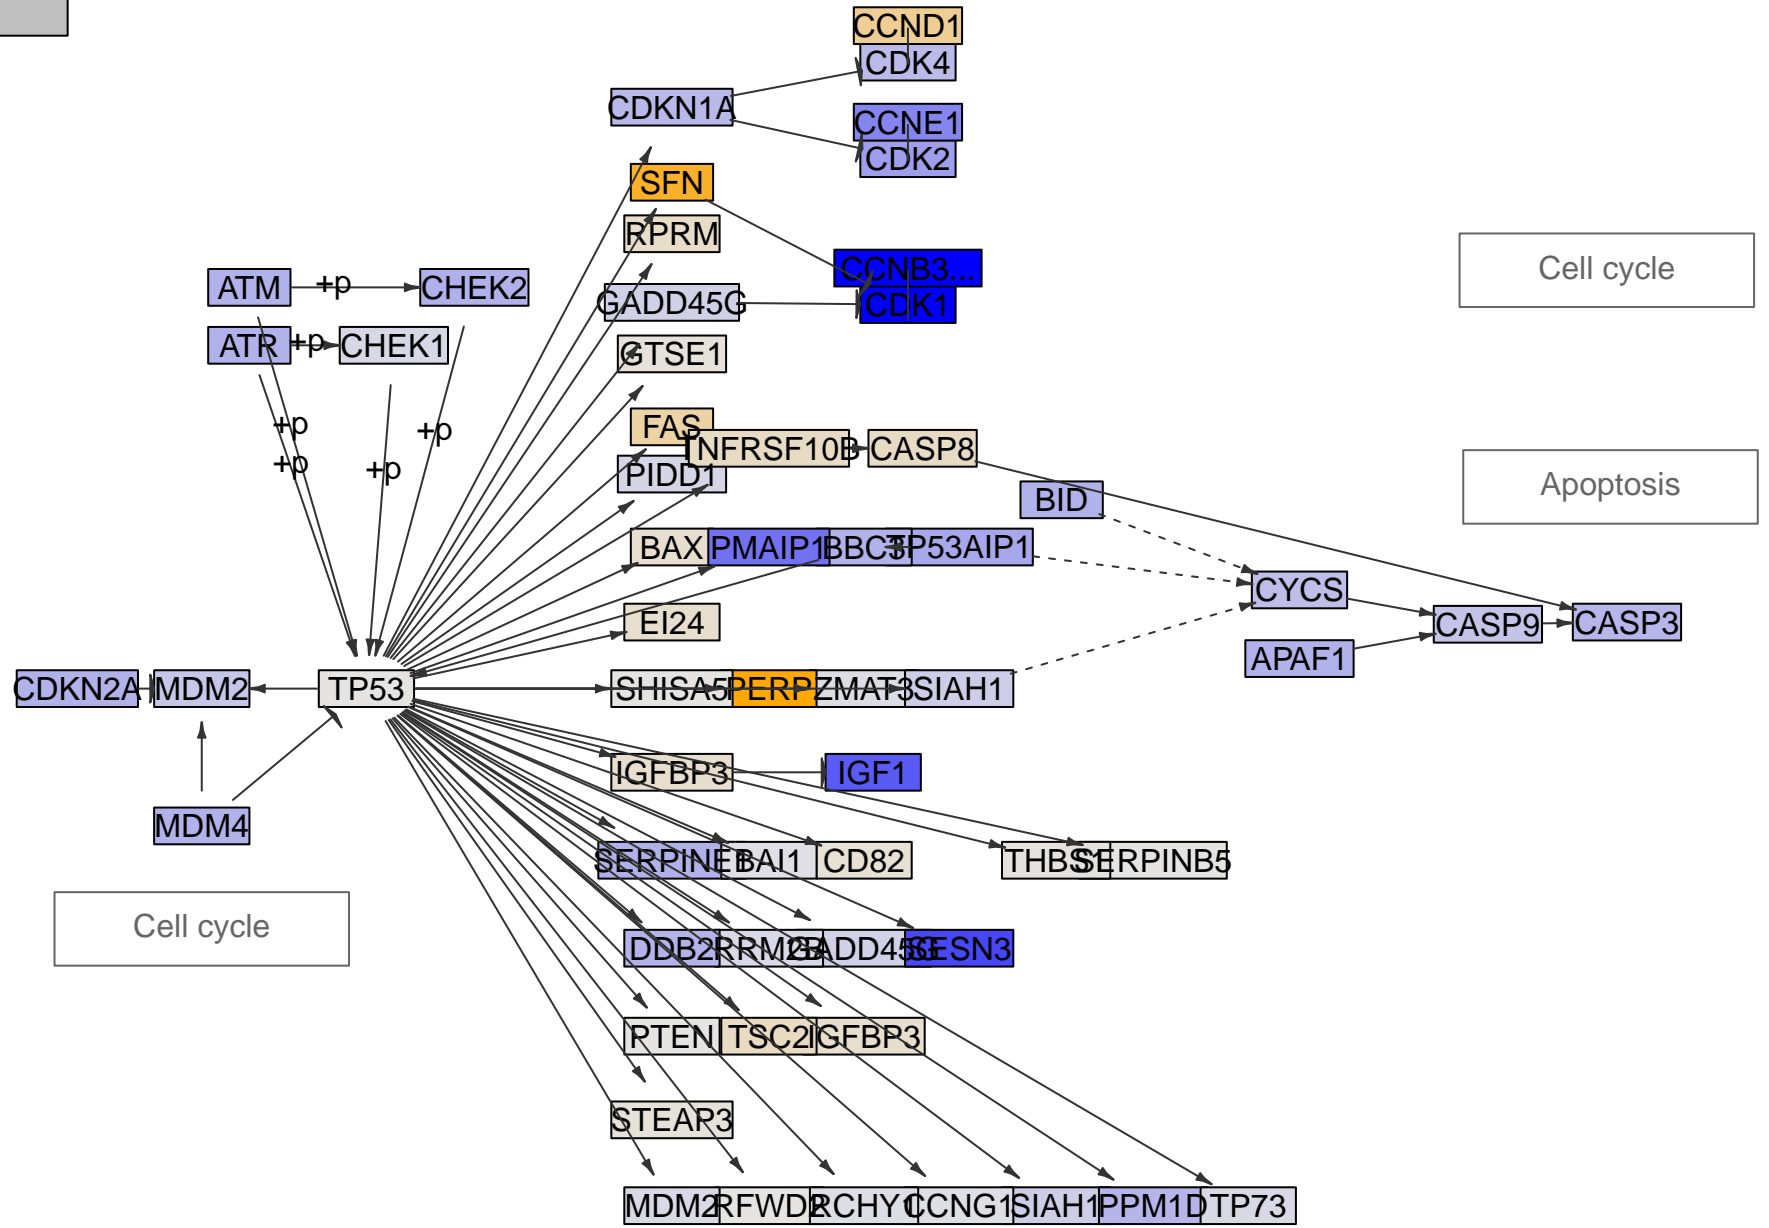 CCND1
CDK4
CDKN1A
CCNE1
CDK2
SFN
RPRM
CCNB3...
Cell cycle
ATM
+p
CHEK2
GADD45G
CDK1
ATR
+p
CHEK1
GTSE1
+p
+p
FAS
TNFRSF10B
CASP8
+p
+p
PIDD1
Apoptosis
BID
BAX
PMAIP1
BBC3
TP53AIP1
CYCS
EI24
CASP9
CASP3
APAF1
CDKN2A
MDM2
TP53
SHISA5
PERP
ZMAT3
SIAH1
IGFBP3
IGF1
MDM4
SERPINE1
BAI1
CD82
THBS1
SERPINB5
Cell cycle
DDB2
RRM2B
GADD45G
SESN3
PTEN
TSC2
IGFBP3
STEAP3
MDM2
RFWD2
RCHY1
CCNG1
SIAH1
PPM1D
TP73